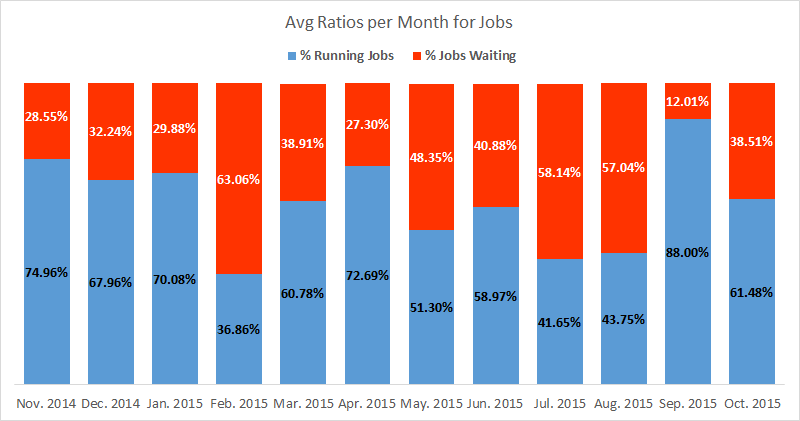 Avg Ratios per Month for Jobs
% Running Jobs % Jobs Waiting
28.55% 32.24% 29.88% 63.06% 38.91% 27.30% 48.35% 40.88% 58.14% 57.04% 12.01% 38.51%
74.96% 67.96% 70.08% 36.86% 60.78% 72.69% 51.30% 58.97% 41.65% 43.75% 88.00% 61.48%
Nov. 2014 Dec. 2014 Jan. 2015 Feb. 2015 Mar. 2015 Apr. 2015 May. 2015 Jun. 2015 Jul. 2015 Aug. 2015 Sep. 2015 Oct. 2015